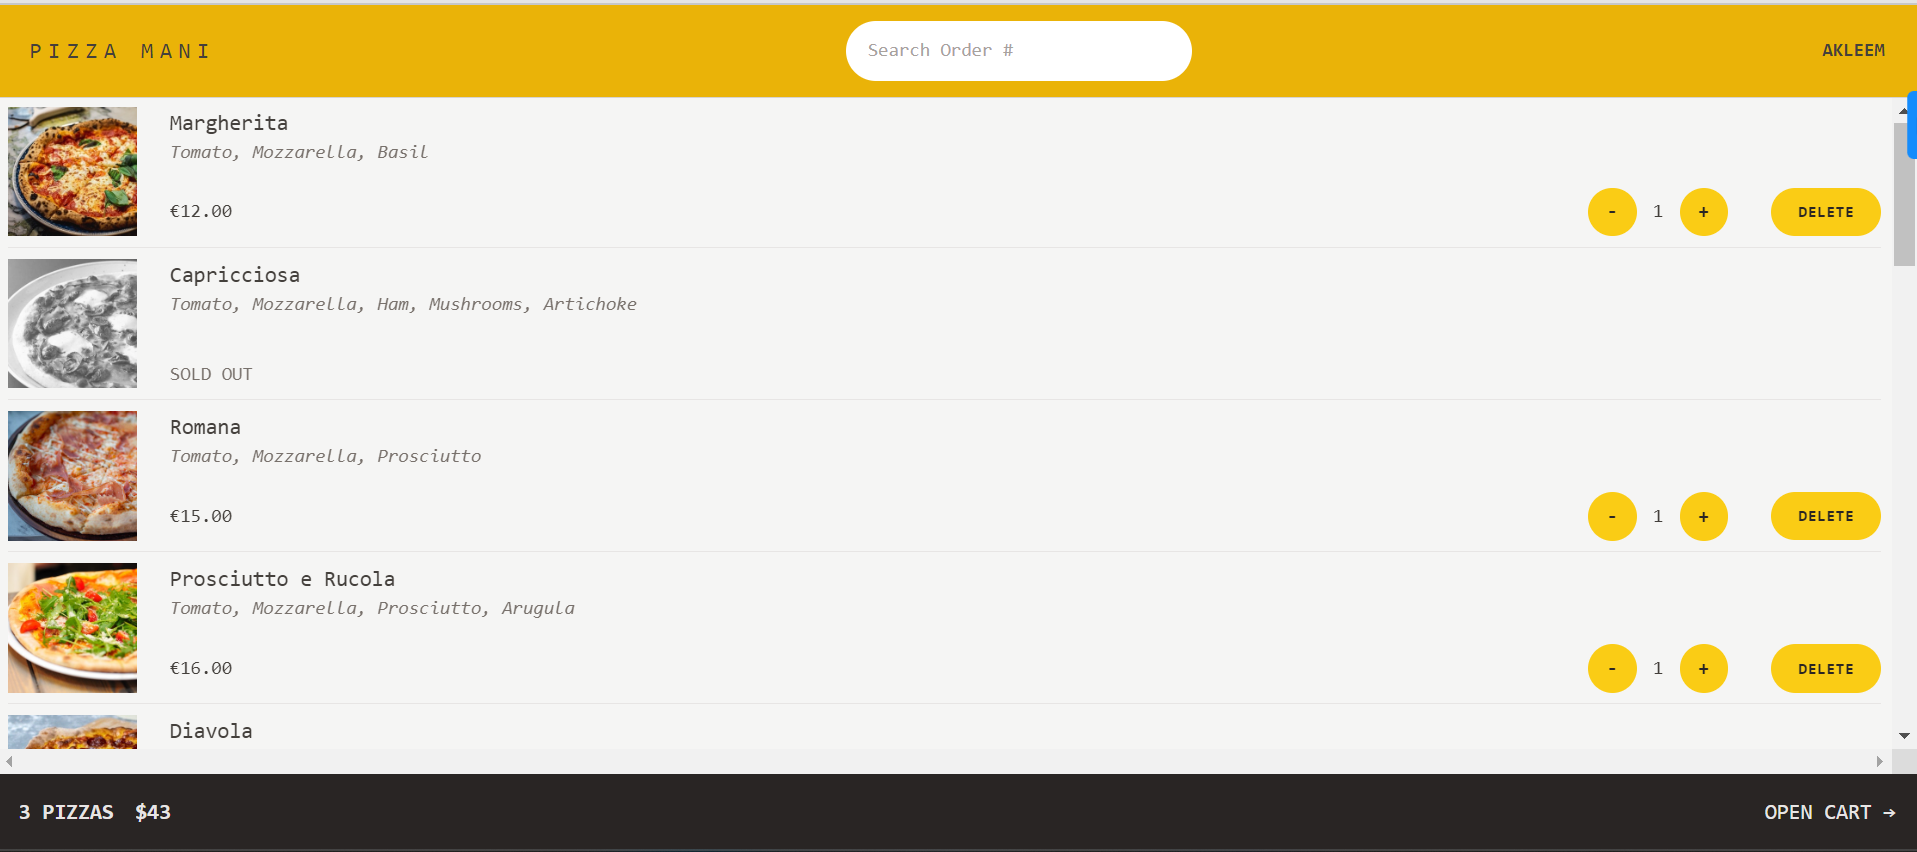 PIZZA MANI
Search Order #
AKLEEM
Margherita
Tomato, Mozzarella, Basil
€12.00
- 1 + DELETE
Capricciosa
Tomato, Mozzarella, Ham, Mushrooms, Artichoke
SOLD OUT
Romana
Tomato, Mozzarella, Prosciutto
€15.00
- 1 + DELETE
Prosciutto e Rucola
Tomato, Mozzarella, Prosciutto, Arugula
€16.00
- 1 + DELETE
Diavola
3 PIZZAS $43
OPEN CART →